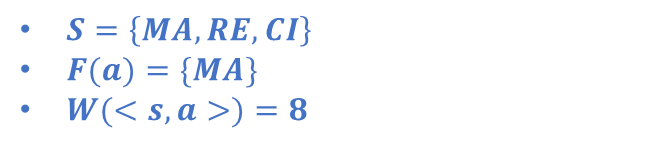 • S = {MA, RE, CI}
• F(a) = {MA}
• W(< s, a >) = 8